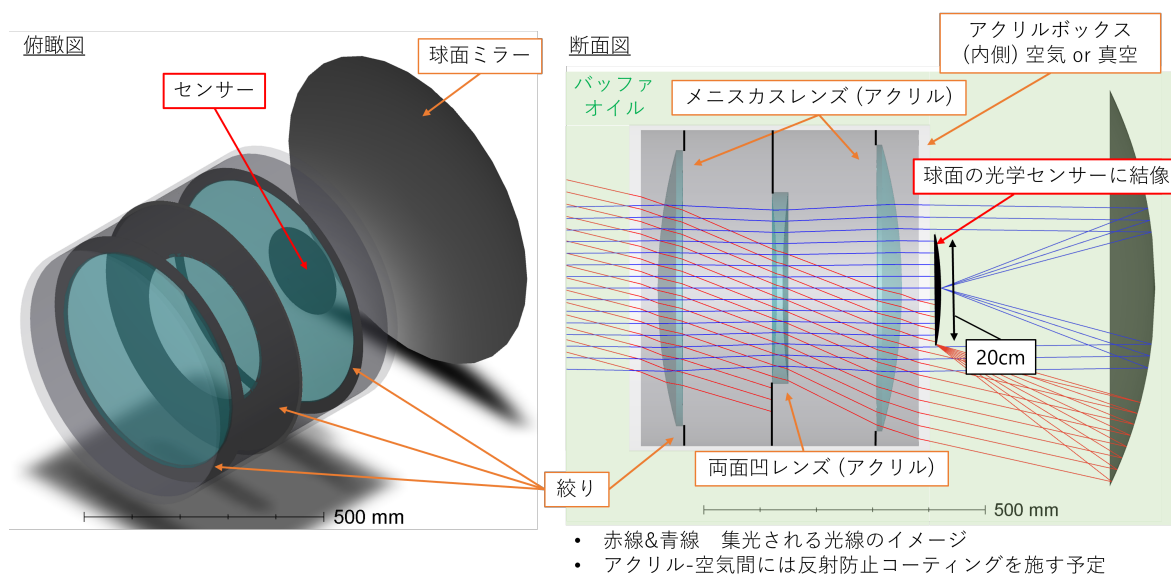 俯瞰図
球面ミラー
センサー
絞り
500 mm
断面図
アクリルボックス
(内側) 空気 or 真空
バッファ
オイル
メニスカスレンズ (アクリル)
球面の光学センサーに結像
20cm
両面凹レンズ (アクリル)
500 mm
• 赤線&青線　集光される光線のイメージ
• アクリル-空気間には反射防止コーティングを施す予定